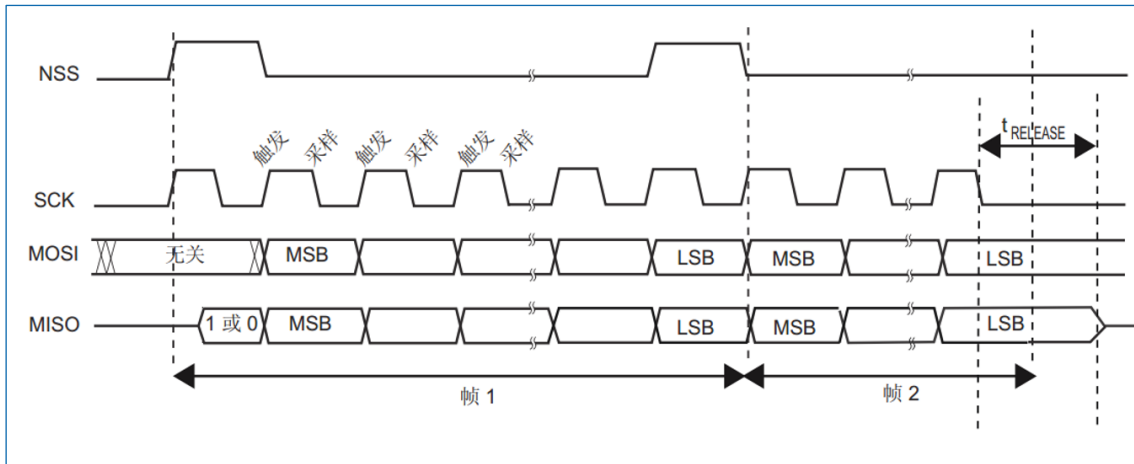 NSS
t RELEASE
触发 采样 触发 采样 触发 采样
SCK
MOSI 无关 MSB LSB MSB LSB
MISO 1 或 0 MSB LSB MSB LSB
帧 1 帧 2